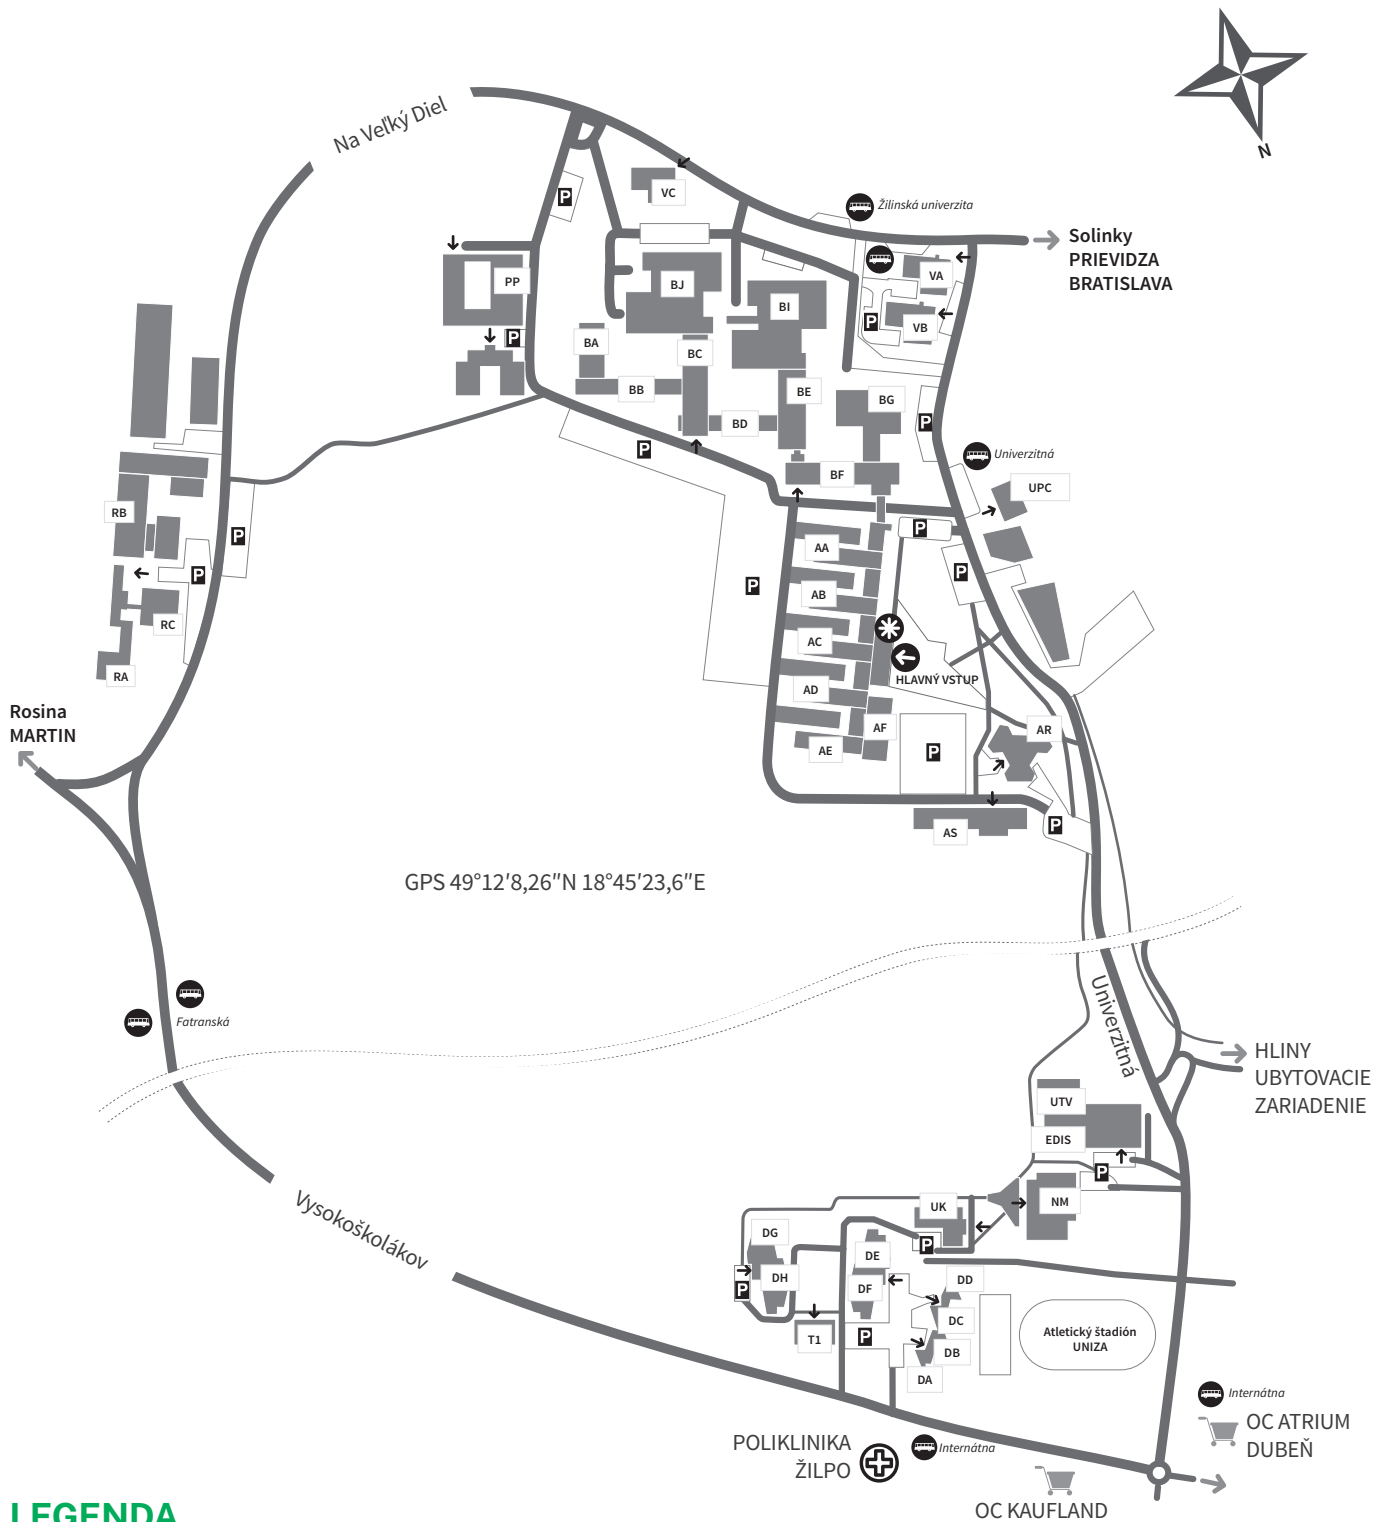 Na Veľký Diel
N
VC
Žilinská univerzita
Solinky
PRIEVIDZA
BRATISLAVA
P
PP
BJ
VA
BI
P
VB
P
BA
BC
BB
BE
BG
BD
P
P
Univerzitná
BF
UPC
RB
P
P
AA
P
P
P
AB
RC
AC
HLAVNÝ VSTUP
RA
AD
Rosina
MARTIN
AF
AR
AE
P
AS
P
GPS 49°12′8,26″N 18°45′23,6″E
Fatranská
Univerzitná
HLINY
UBYTOVACIE
ZARIADENIE
UTV
EDIS
P
Vysokoškolákov
UK
NM
DG
P
DE
DH
DD
P
DF
DC
T1
P
Atletický štadión
UNIZA
DB
DA
Internátna
OC ATRIUM
DUBEŇ
POLIKLINIKA
ŽILPO
Internátna
OC KAUFLAND
LEGENDA